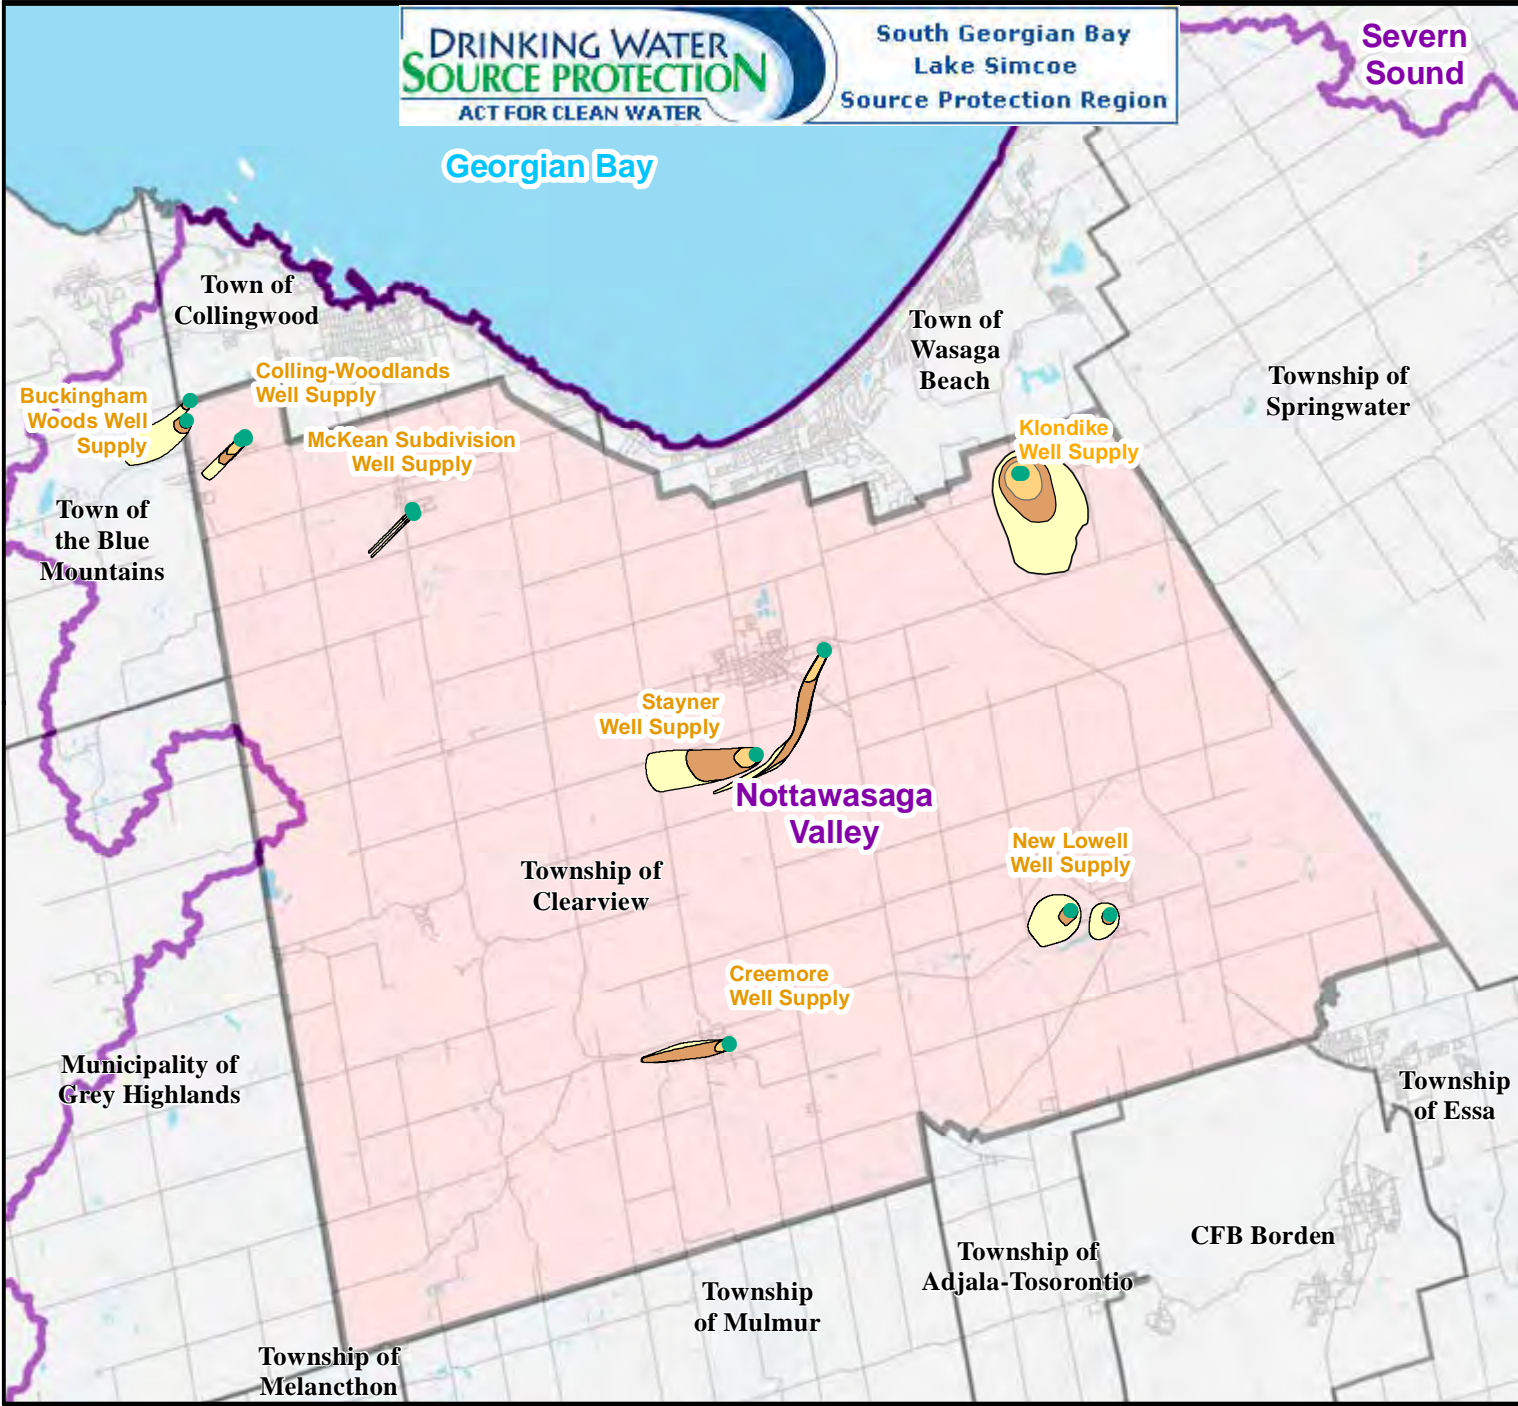 DRINKING WATER
SOURCE PROTECTION
ACT FOR CLEAN WATER
South Georgian Bay
Lake Simcoe
Source Protection Region
Severn
Sound
Georgian Bay
Town of
Collingwood
Town of
Wasaga
Beach
Township of
Springwater
Colling-Woodlands
Well Supply
Buckingham
Woods Well
Supply
McKean Subdivision
Well Supply
Klondike
Well Supply
Town of
the Blue
Mountains
Stayner
Well Supply
Nottawasaga
Valley
Township of
Clearview
New Lowell
Well Supply
Creemore
Well Supply
Municipality of
Grey Highlands
Township
of Essa
CFB Borden
Township of
Adjala-Tosorontio
Township
of Mulmur
Township of
Melancthon